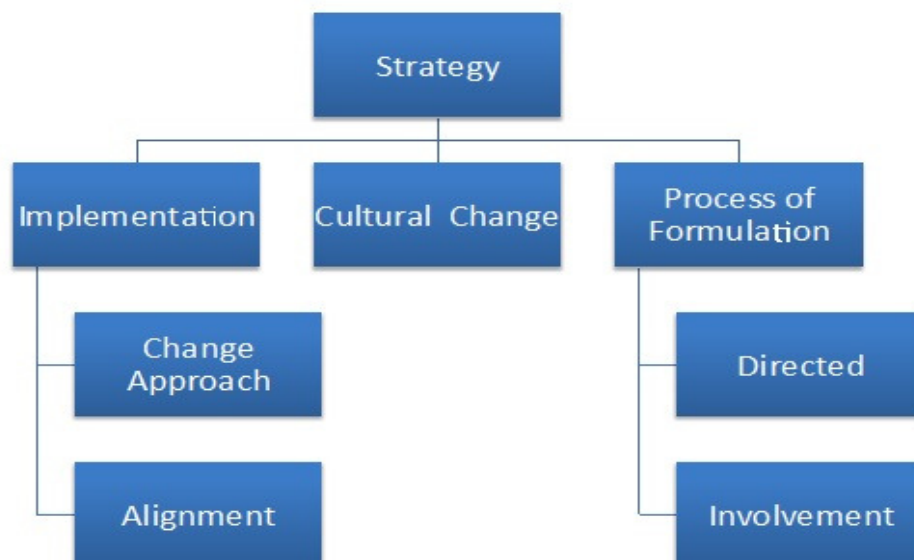 Strategy
Implementation
Cultural Change
Process of
Formulation
Change
Approach
Directed
Alignment
Involvement